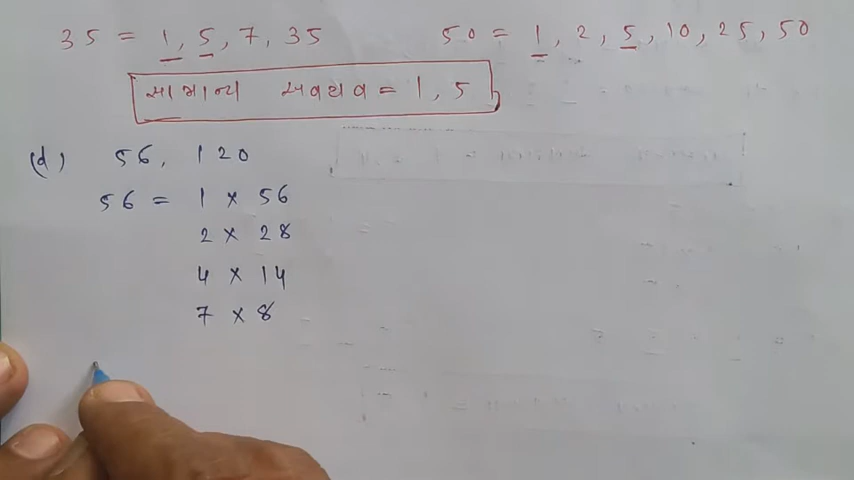 35 = 1, 5, 7, 35 50 = 1, 2, 5, 10, 25, 50
સામાન્ય અવયવ = 1, 5
(d) 56, 120
56 = 1 × 56
2 × 28
4 × 14
7 × 8